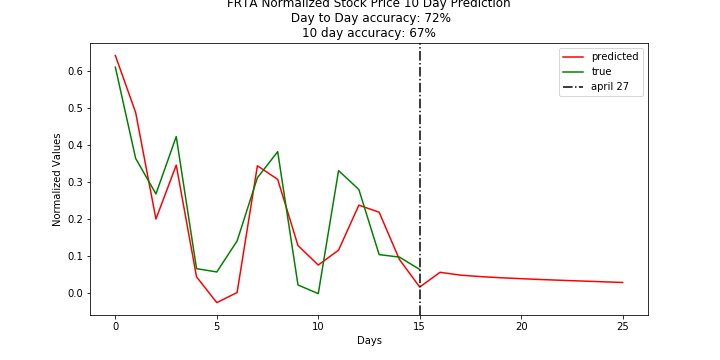 FRTA Normalized Stock Price 10 Day Prediction
Day to Day accuracy: 72%
10 day accuracy: 67%
predicted
true
april 27
Normalized Values
0.6
0.5
0.4
0.3
0.2
0.1
0.0
0
5
10
15
20
25
Days